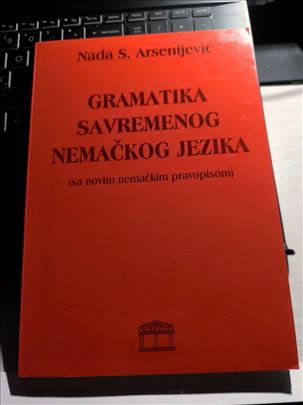 Nada S. Arsenijević
GRAMATIKA
SAVREMENOG
NEMAČKOG JEZIKA
(sa novim nemačkim pravopisom)